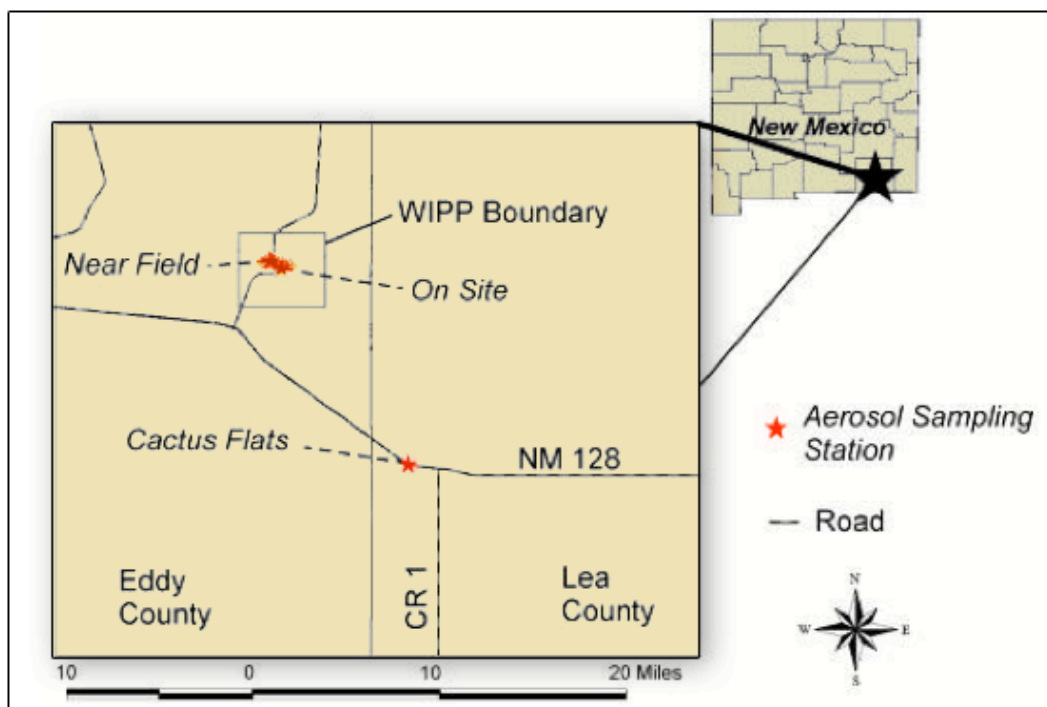 New Mexico
WIPP Boundary
Near Field
On Site
Cactus Flats
NM 128
Aerosol Sampling
Station
Road
Eddy
County
CR 1
Lea
County
N
W
E
S
10
0
10
20 Miles